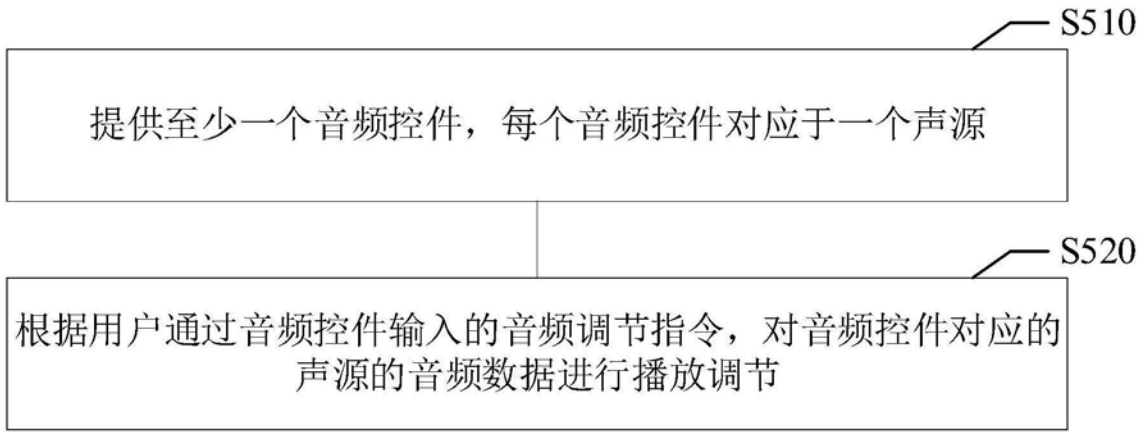 S510
提供至少一个音频控件，每个音频控件对应于一个声源
S520
根据用户通过音频控件输入的音频调节指令，对音频控件对应的
声源的音频数据进行播放调节